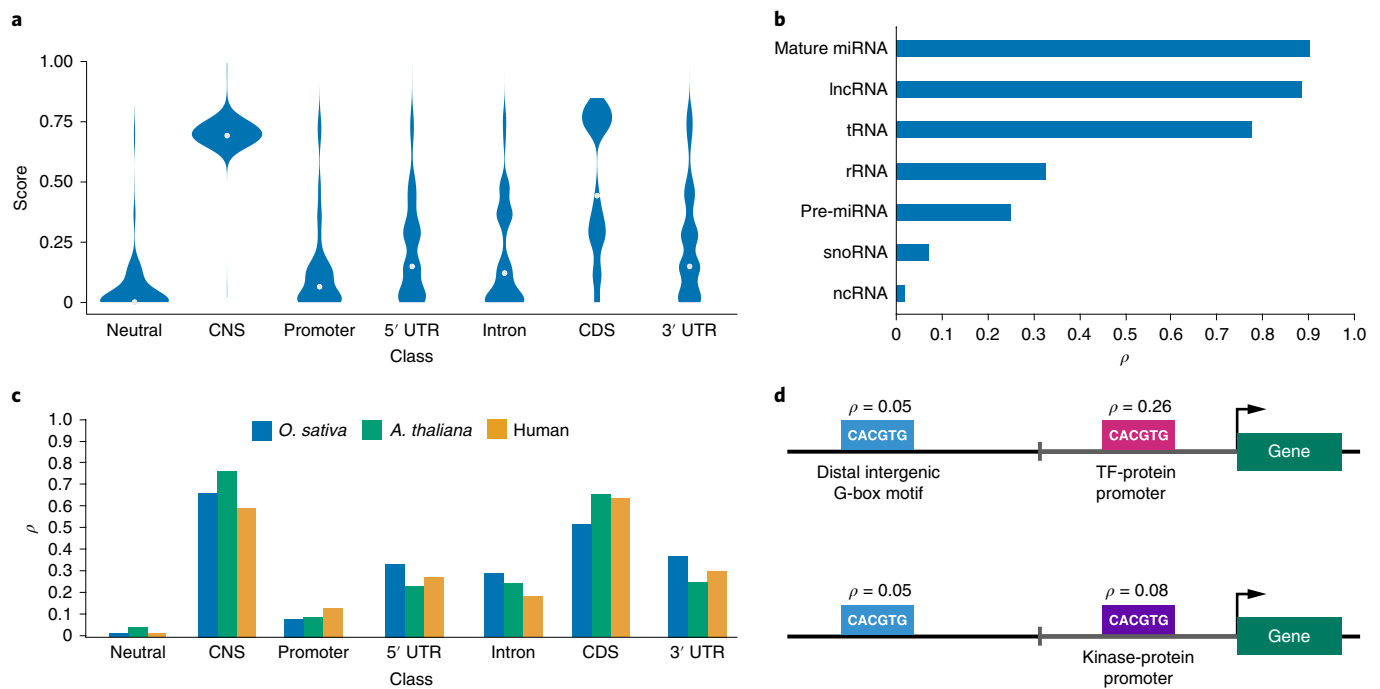 a
1.00
0.75
0.50
0.25
0
Score
Neutral CNS Promoter 5′ UTR Intron CDS 3′ UTR
Class
b
Mature miRNA
lncRNA
tRNA
rRNA
Pre-miRNA
snoRNA
ncRNA
0 0.1 0.2 0.3 0.4 0.5 0.6 0.7 0.8 0.9 1.0
ρ
c
1.0
0.9
0.8
0.7
0.6
0.5
0.4
0.3
0.2
0.1
0
ρ
O. sativa A. thaliana Human
Neutral CNS Promoter 5′ UTR Intron CDS 3′ UTR
Class
d
ρ = 0.05 ρ = 0.26
CACGTG CACGTG
Gene
Distal intergenic
G-box motif
TF-protein
promoter
ρ = 0.05 ρ = 0.08
CACGTG CACGTG
Gene
Kinase-protein
promoter